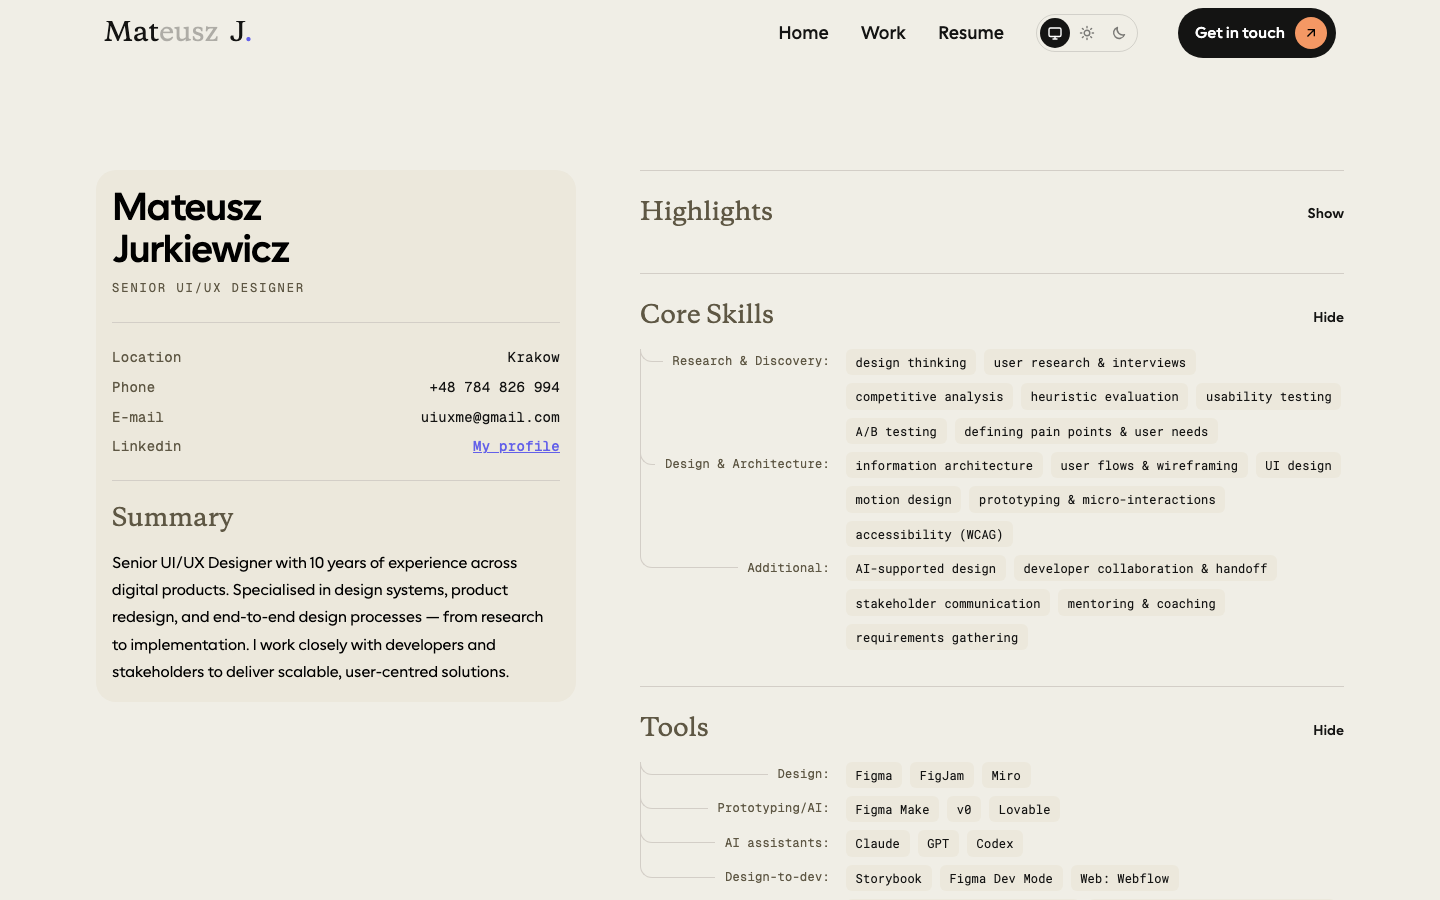 Mateusz J.
Home Work Resume Get in touch
Mateusz
Jurkiewicz
SENIOR UI/UX DESIGNER
Location Krakow
Phone +48 784 826 994
E-mail uiuxme@gmail.com
Linkedin My profile
Summary
Senior UI/UX Designer with 10 years of experience across
digital products. Specialised in design systems, product
redesign, and end-to-end design processes — from research
to implementation. I work closely with developers and
stakeholders to deliver scalable, user-centred solutions.
Highlights Show
Core Skills Hide
Research & Discovery: design thinking user research & interviews
competitive analysis heuristic evaluation usability testing
A/B testing defining pain points & user needs
Design & Architecture: information architecture user flows & wireframing UI design
motion design prototyping & micro-interactions
accessibility (WCAG)
Additional: AI-supported design developer collaboration & handoff
stakeholder communication mentoring & coaching
requirements gathering
Tools Hide
Design: Figma FigJam Miro
Prototyping/AI: Figma Make v0 Lovable
AI assistants: Claude GPT Codex
Design-to-dev: Storybook Figma Dev Mode Web: Webflow